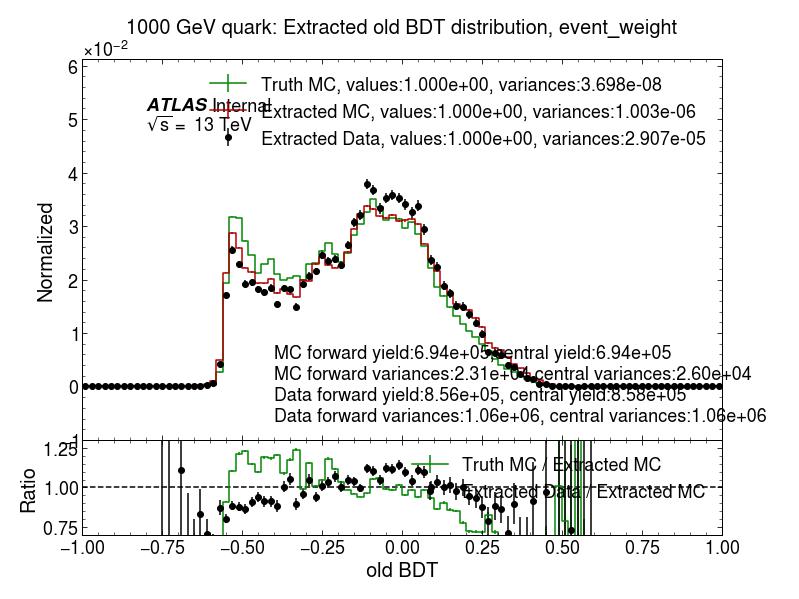 1000 GeV quark: Extracted old BDT distribution, event_weight
×10⁻²
6
5
4
3
2
1
0
-1
Normalized
ATLAS Internal
√s = 13 TeV
Truth MC, values:1.000e+00, variances:3.698e-08
Extracted MC, values:1.000e+00, variances:1.003e-06
Extracted Data, values:1.000e+00, variances:2.907e-05
MC forward yield:6.94e+05, central yield:6.94e+05
MC forward variances:2.31e+04, central variances:2.60e+04
Data forward yield:8.56e+05, central yield:8.58e+05
Data forward variances:1.06e+06, central variances:1.06e+06
1.25
1.00
0.75
Ratio
Truth MC / Extracted MC
Extracted Data / Extracted MC
−1.00 −0.75 −0.50 −0.25 0.00 0.25 0.50 0.75 1.00
old BDT